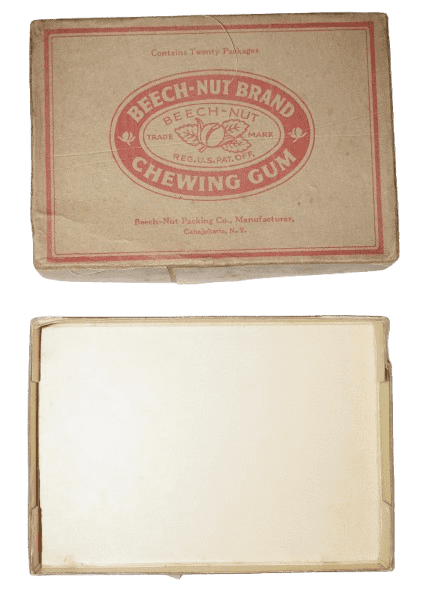 Contains Twenty Packages
BEECH-NUT BRAND
BEECH-NUT
TRADE MARK
REG. U.S. PAT. OFF.
CHEWING GUM
Beech-Nut Packing Co., Manufacturer,
Canajoharie, N.Y.